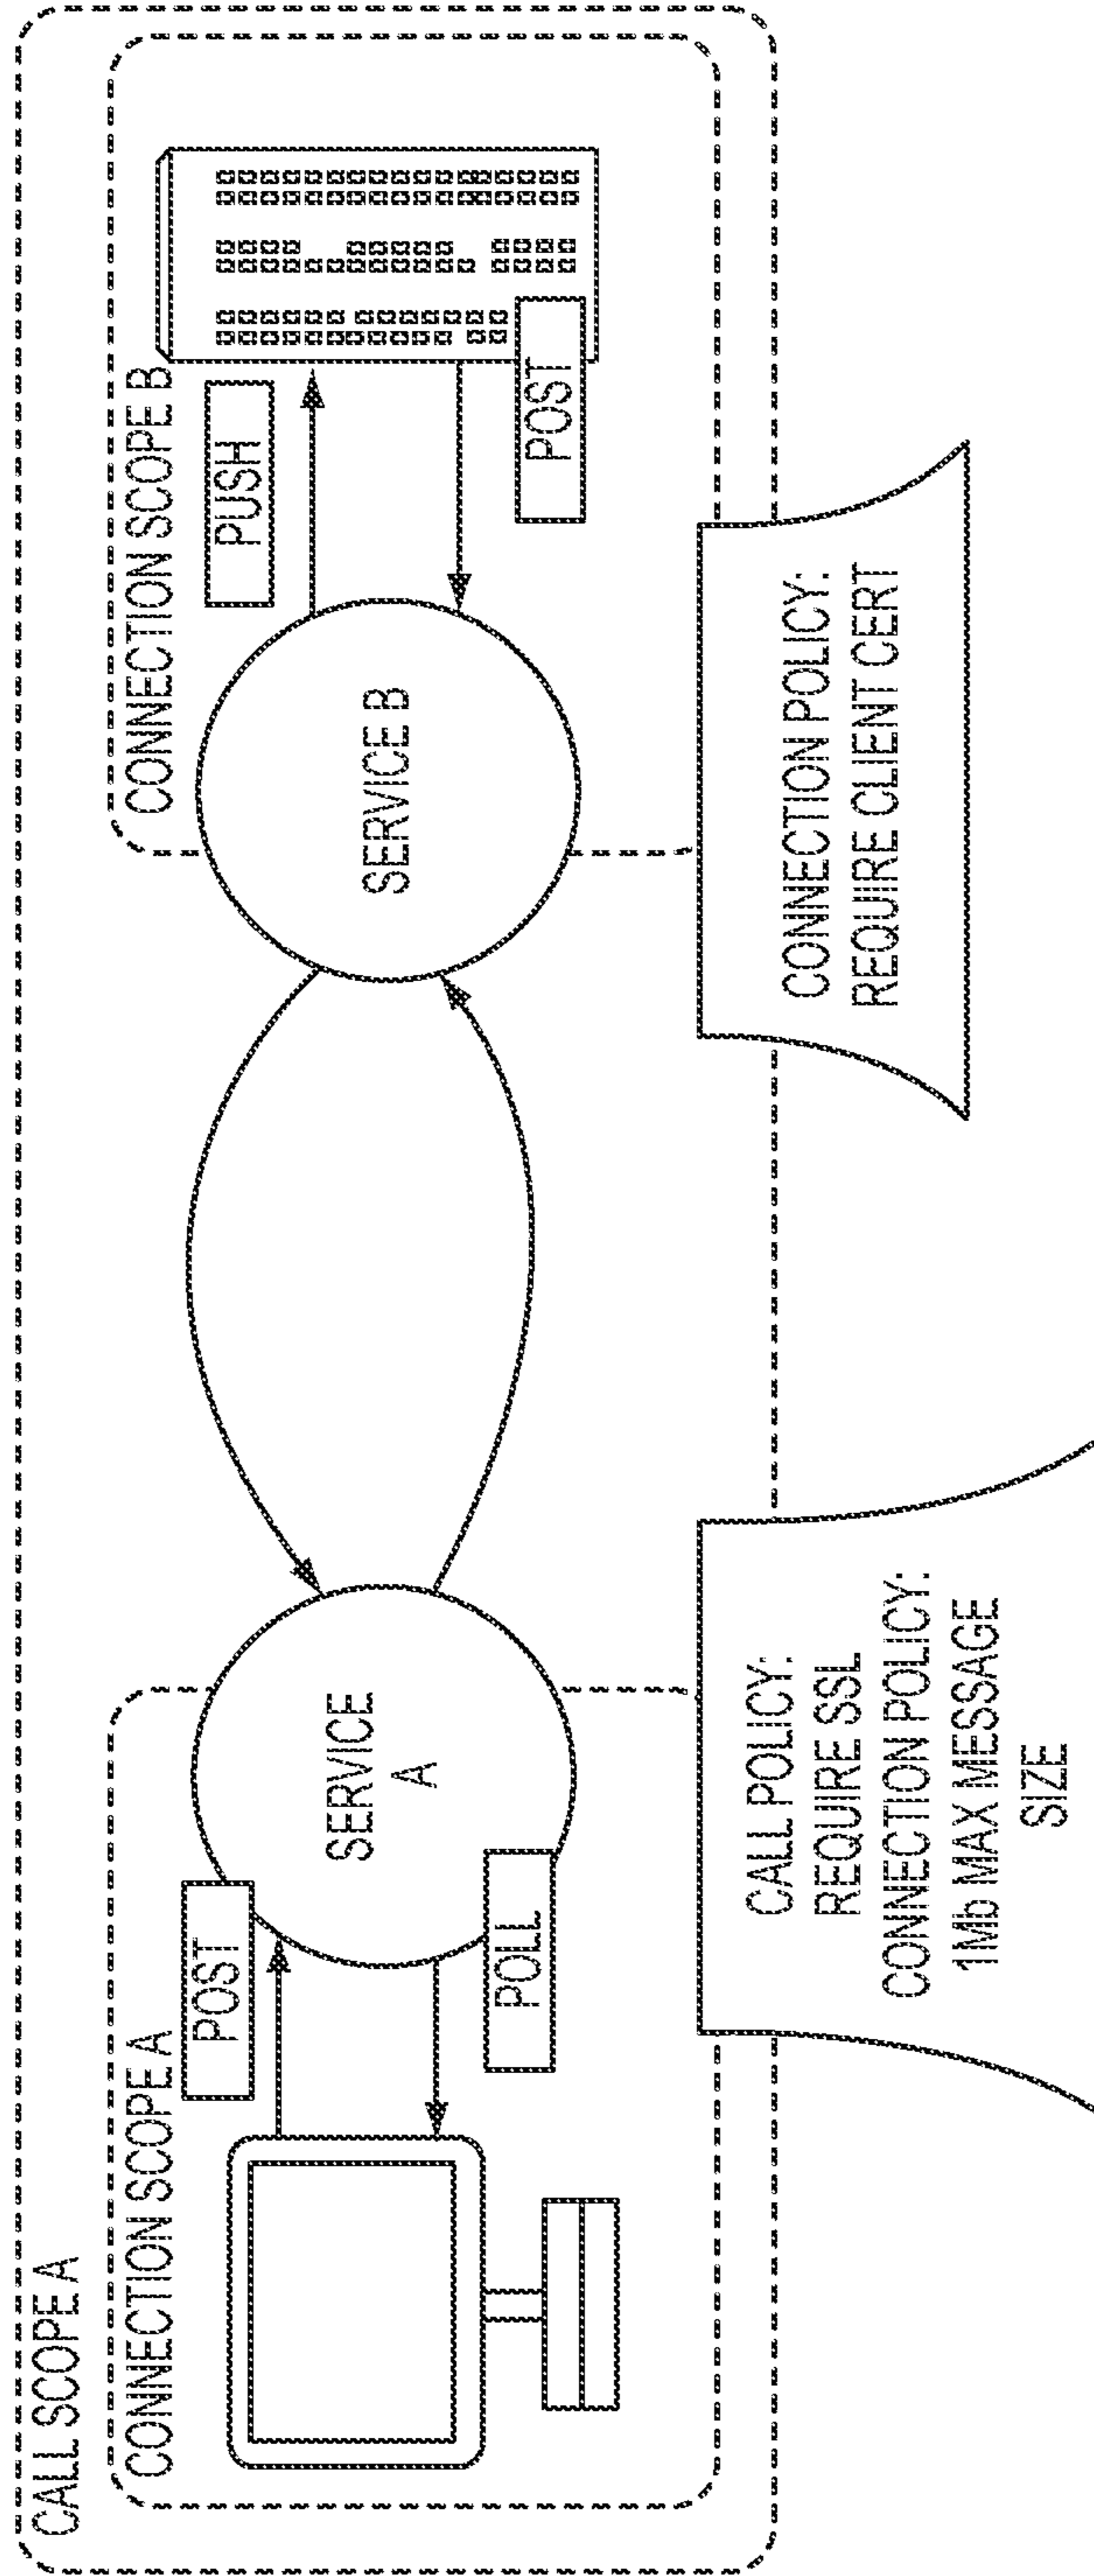 CALL SCOPE A
CONNECTION SCOPE A
POST
SERVICE
A
POLL
CONNECTION SCOPE B
PUSH
SERVICE B
POST
CALL POLICY:
REQUIRE SSL
CONNECTION POLICY:
1Mb MAX MESSAGE
SIZE
CONNECTION POLICY:
REQUIRE CLIENT CERT